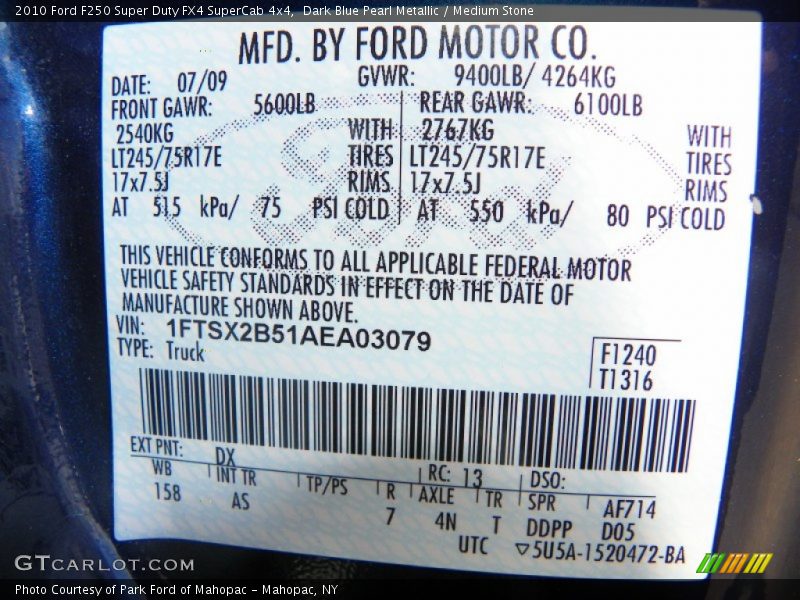 2010 Ford F250 Super Duty FX4 SuperCab 4x4, Dark Blue Pearl Metallic / Medium Stone
MFD. BY FORD MOTOR CO.
DATE: 07/09 GVWR: 9400LB/ 4264KG
FRONT GAWR: 5600LB REAR GAWR: 6100LB
2540KG WITH 2767KG WITH
LT245/75R17E TIRES LT245/75R17E TIRES
17x7.5J RIMS 17x7.5J RIMS
AT 515 kPa/ 75 PSI COLD AT 550 kPa/ 80 PSI COLD
THIS VEHICLE CONFORMS TO ALL APPLICABLE FEDERAL MOTOR
VEHICLE SAFETY STANDARDS IN EFFECT ON THE DATE OF
MANUFACTURE SHOWN ABOVE.
VIN: 1FTSX2B51AEA03079
TYPE: Truck
F1240
T1316
EXT PNT: DX RC: 13 DSO:
WB INT TR TP/PS R AXLE TR SPR AF714
158 AS 7 4N T DDPP D05
UTC ▽5U5A-1520472-BA
GTCARLOT.COM
Photo Courtesy of Park Ford of Mahopac - Mahopac, NY